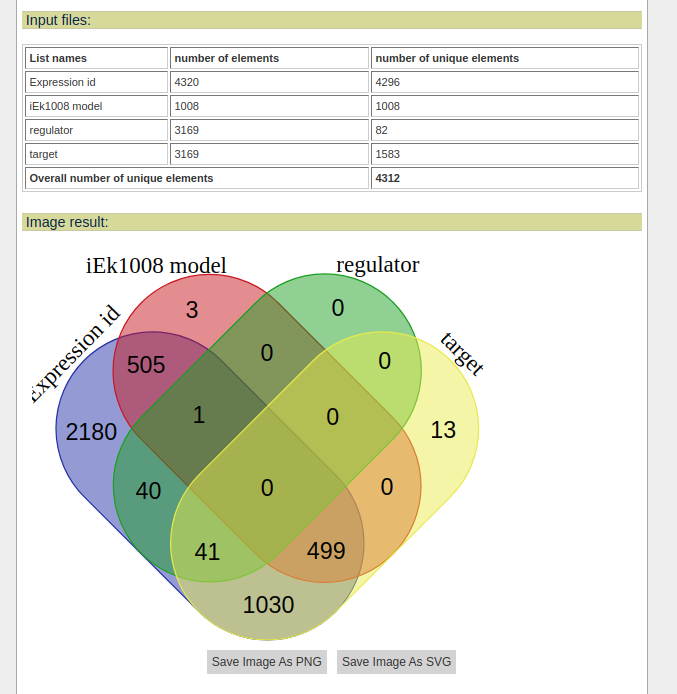 Input files:
List names number of elements number of unique elements
Expression id 4320 4296
iEk1008 model 1008 1008
regulator 3169 82
target 3169 1583
Overall number of unique elements 4312
Image result:
iEk1008 model regulator
Expression id target
3 0
505 0 0
2180 1 0 13
40 0 0
41 499
1030
Save Image As PNG Save Image As SVG